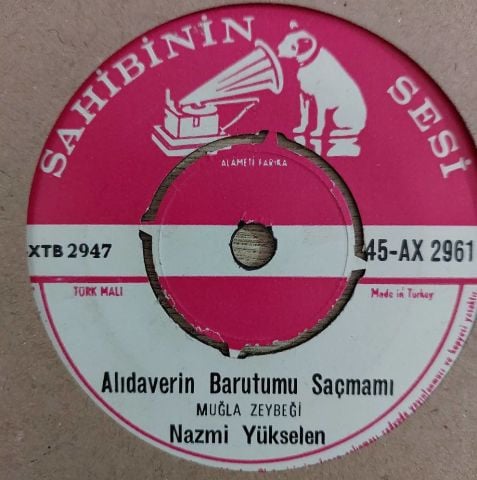 SAHİBİNİN SESİ
ALAMETİ FARİKA
XTB 2947
45-AX 2961
TÜRK MALI
Made in Turkey
Alıdaverin Barutumu Saçmamı
MUĞLA ZEYBEĞİ
Nazmi Yükselen